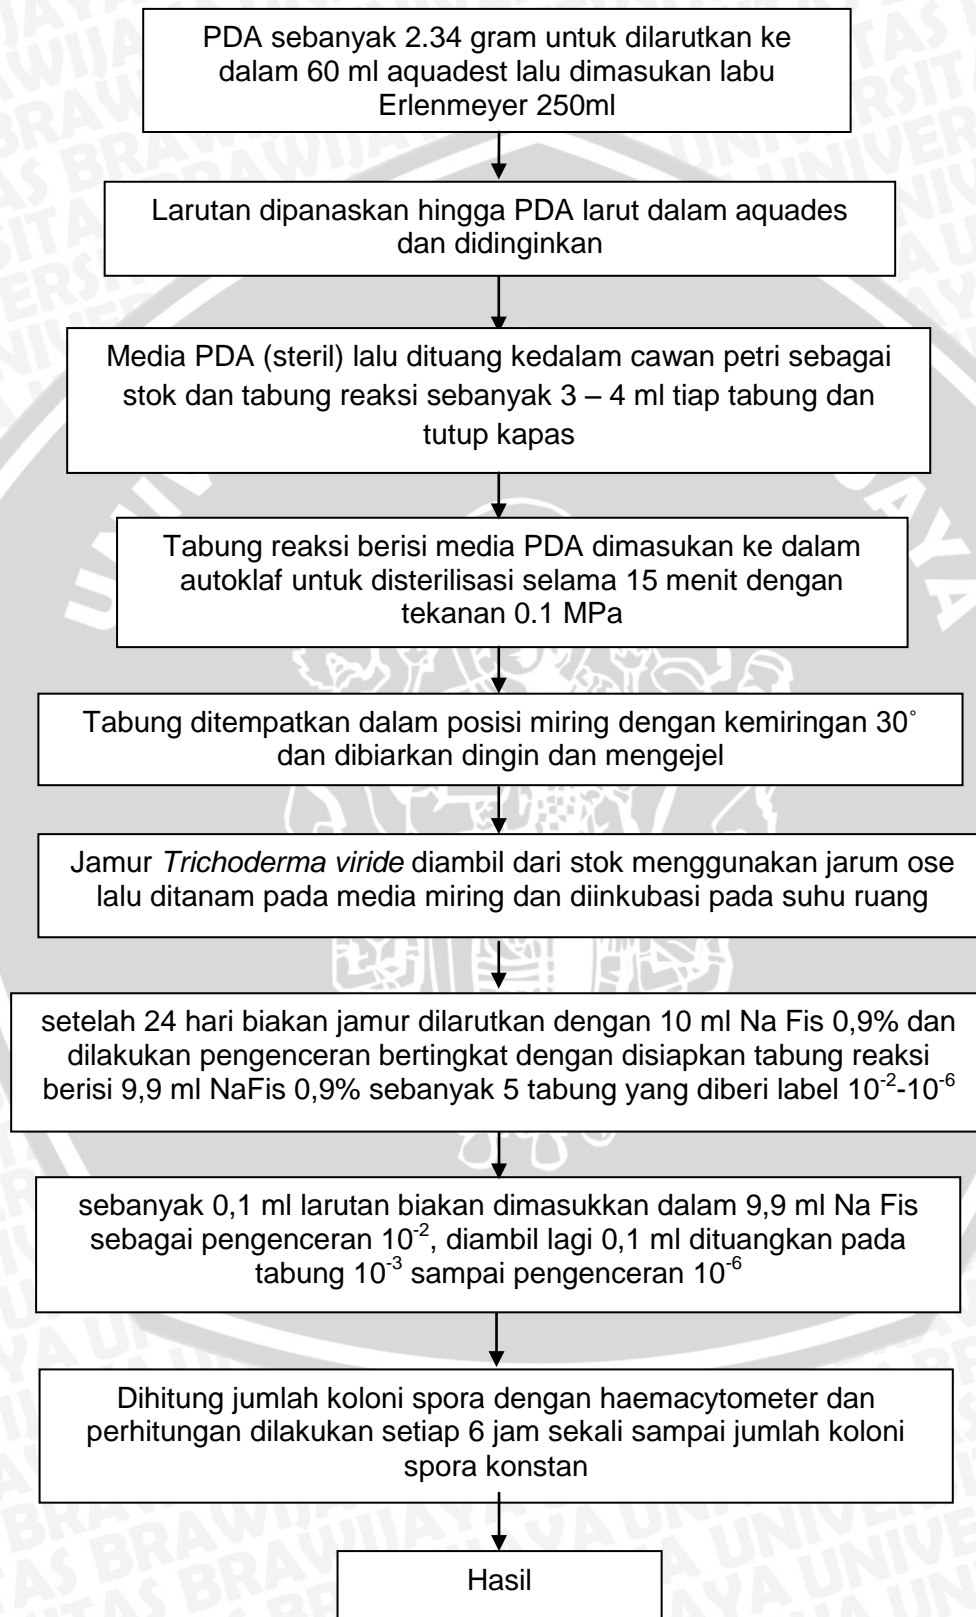 PDA sebanyak 2.34 gram untuk dilarutkan ke
dalam 60 ml aquadest lalu dimasukan labu
Erlenmeyer 250ml
Larutan dipanaskan hingga PDA larut dalam aquades
dan didinginkan
Media PDA (steril) lalu dituang kedalam cawan petri sebagai
stok dan tabung reaksi sebanyak 3 – 4 ml tiap tabung dan
tutup kapas
Tabung reaksi berisi media PDA dimasukan ke dalam
autoklaf untuk disterilisasi selama 15 menit dengan
tekanan 0.1 MPa
Tabung ditempatkan dalam posisi miring dengan kemiringan 30˚
dan dibiarkan dingin dan mengejel
Jamur Trichoderma viride diambil dari stok menggunakan jarum ose
lalu ditanam pada media miring dan diinkubasi pada suhu ruang
setelah 24 hari biakan jamur dilarutkan dengan 10 ml Na Fis 0,9% dan
dilakukan pengenceran bertingkat dengan disiapkan tabung reaksi
berisi 9,9 ml NaFis 0,9% sebanyak 5 tabung yang diberi label 10⁻²-10⁻⁶
sebanyak 0,1 ml larutan biakan dimasukkan dalam 9,9 ml Na Fis
sebagai pengenceran 10⁻², diambil lagi 0,1 ml dituangkan pada
tabung 10⁻³ sampai pengenceran 10⁻⁶
Dihitung jumlah koloni spora dengan haemacytometer dan
perhitungan dilakukan setiap 6 jam sekali sampai jumlah koloni
spora konstan
Hasil